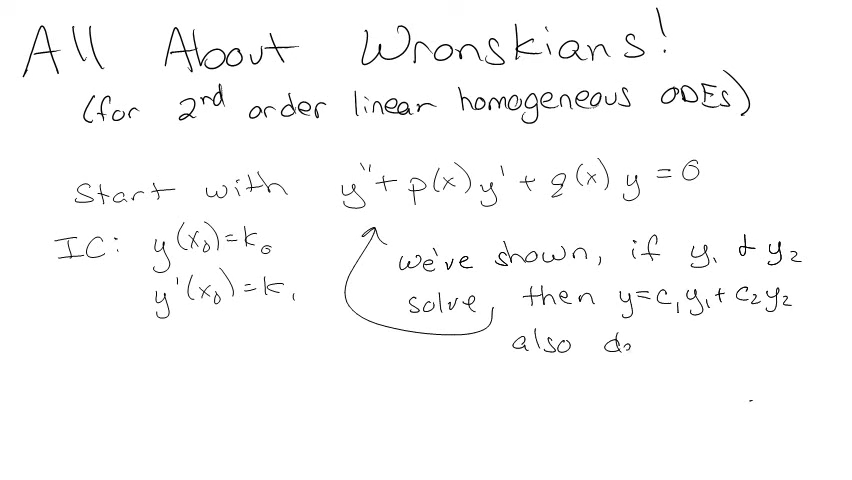 All About Wronskians!
(for 2nd order linear homogeneous ODEs)
Start with y'' + p(x) y' + q(x) y = 0
IC: y(x₀)=k₀
y'(x₀)=k₁
we've shown, if y₁ & y₂
solve, then y=c₁y₁+c₂y₂
also do